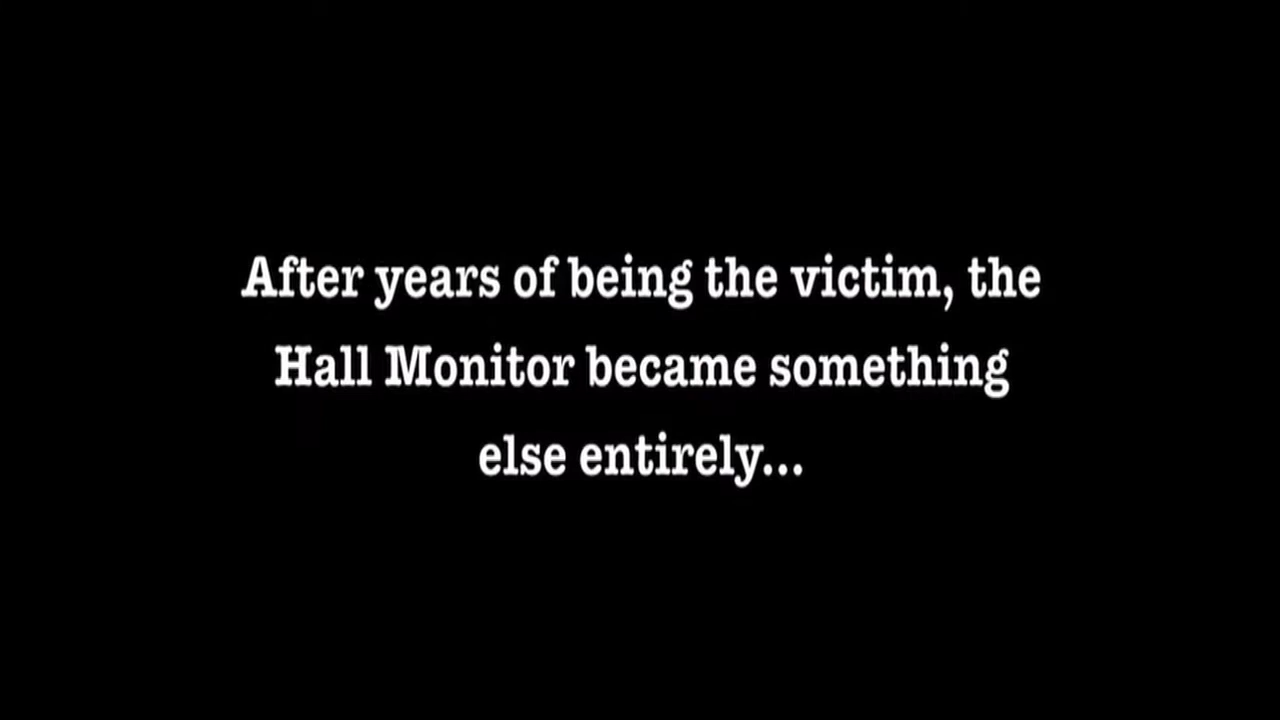 After years of being the victim, the
Hall Monitor became something
else entirely...